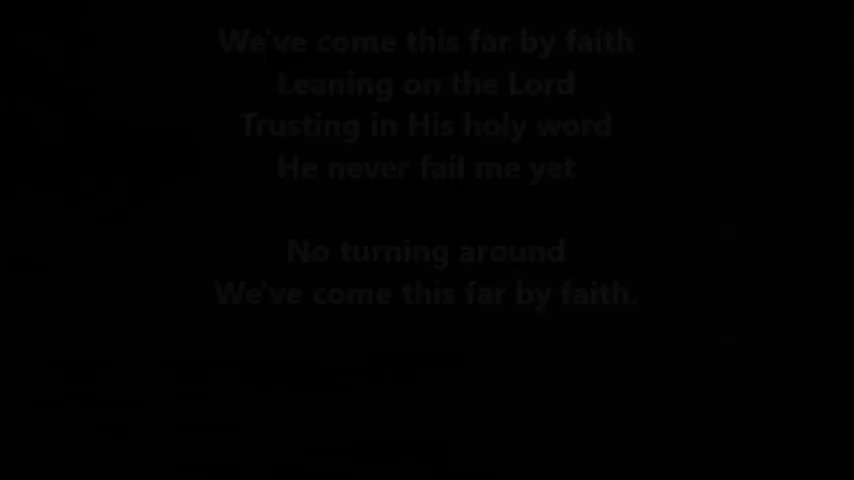 We've come this far by faith
Leaning on the Lord
Trusting in His holy word
He never fail me yet
No turning around
We've come this far by faith.